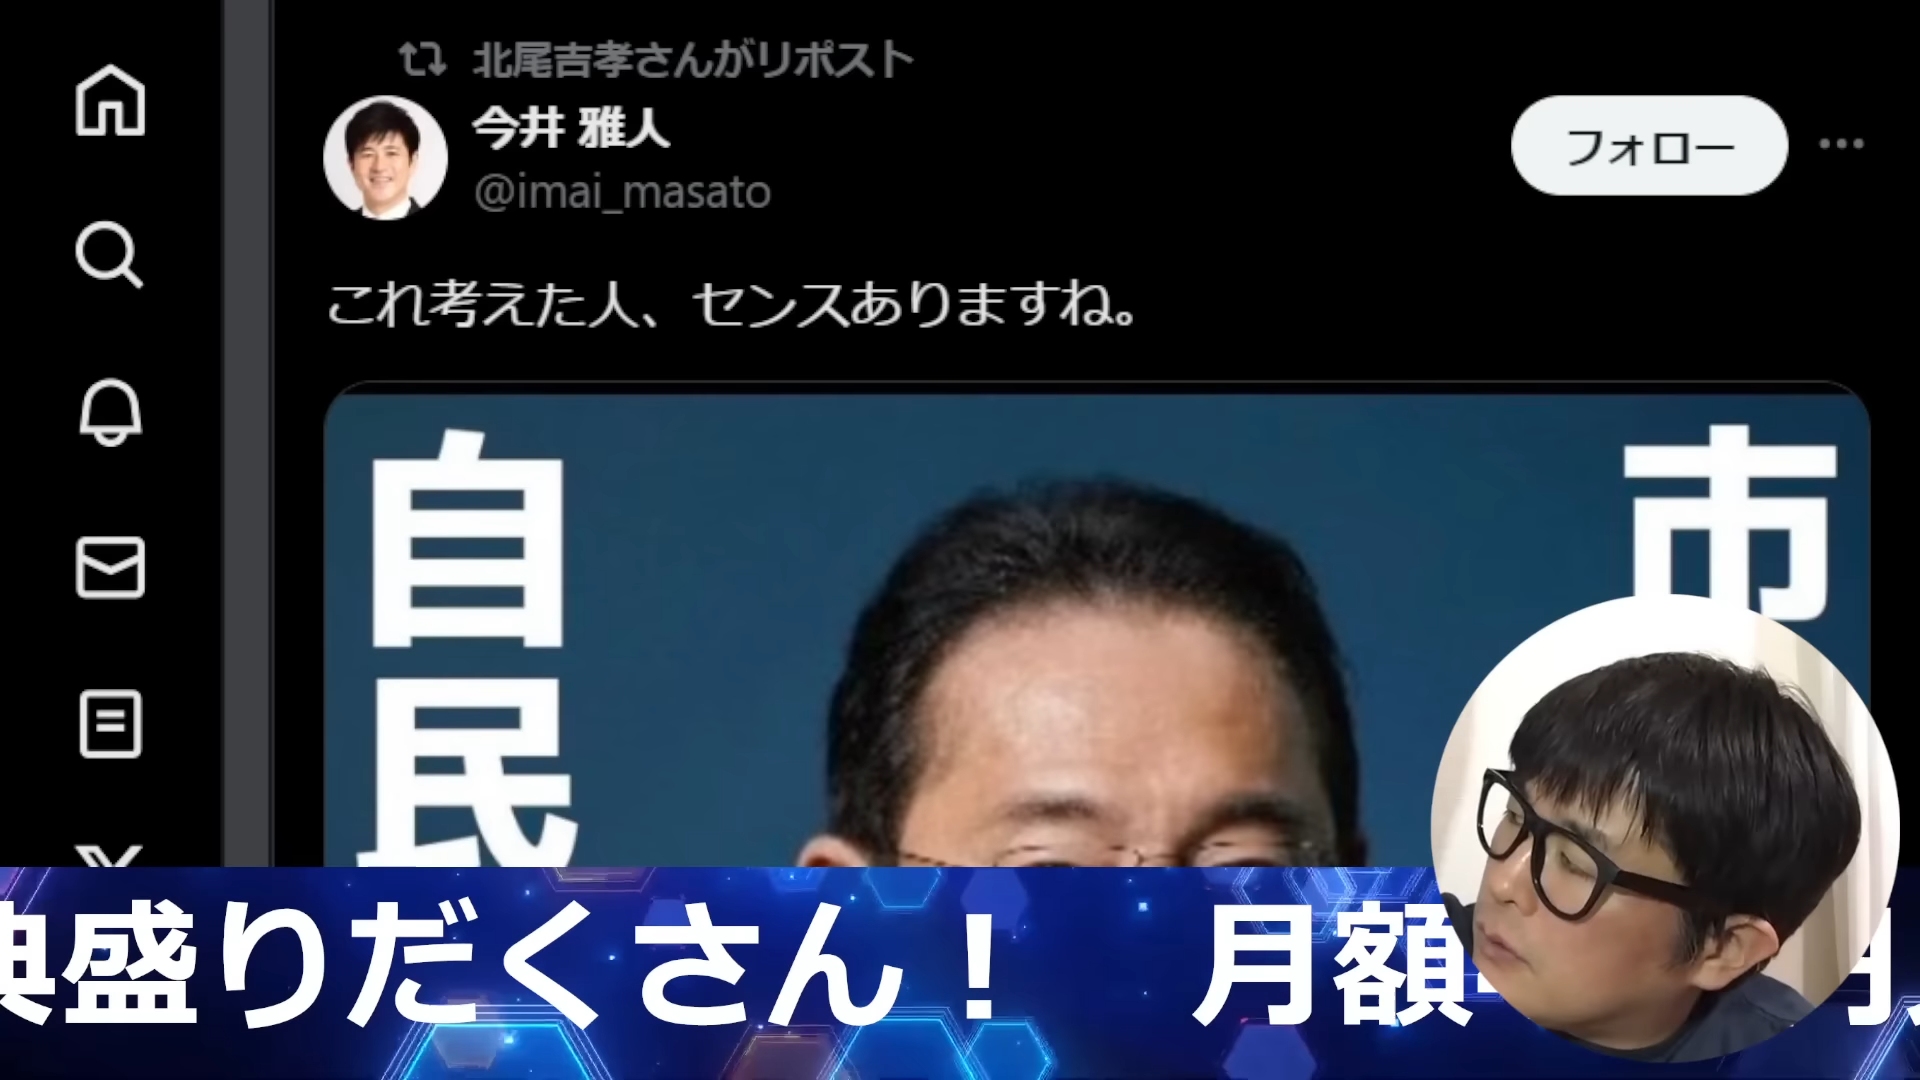 北尾吉孝さんがリポスト
今井 雅人
@imai_masato
フォロー
これ考えた人、センスありますね。
市
自民
典盛りだくさん！ 月額